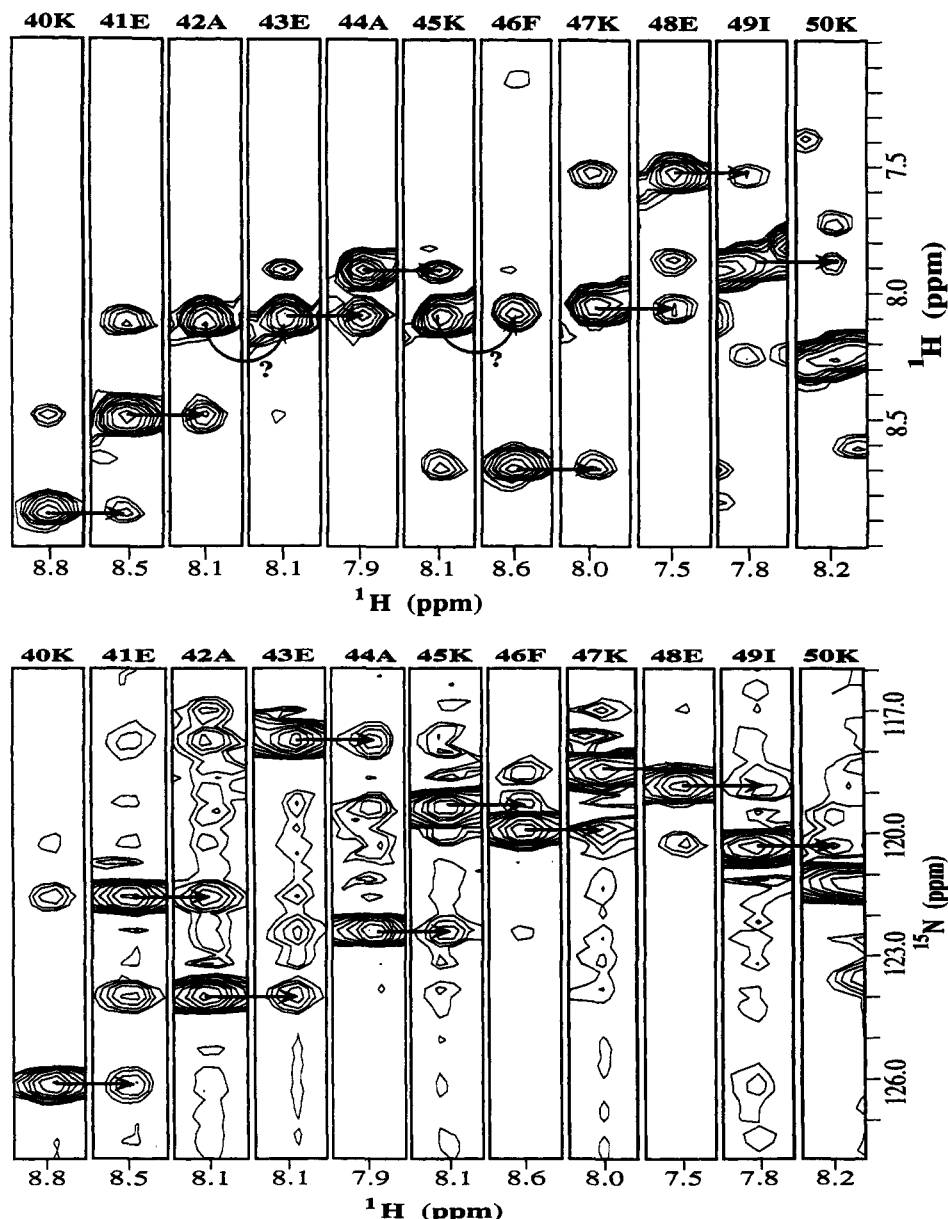 40K 41E 42A 43E 44A 45K 46F 47K 48E 49I 50K
7.5
8.0
8.5
? ?
¹H (ppm)
8.8 8.5 8.1 8.1 7.9 8.1 8.6 8.0 7.5 7.8 8.2
¹H (ppm)
40K 41E 42A 43E 44A 45K 46F 47K 48E 49I 50K
117.0
120.0
123.0
126.0
¹⁵N (ppm)
8.8 8.5 8.1 8.1 7.9 8.1 8.6 8.0 7.5 7.8 8.2
¹H (ppm)